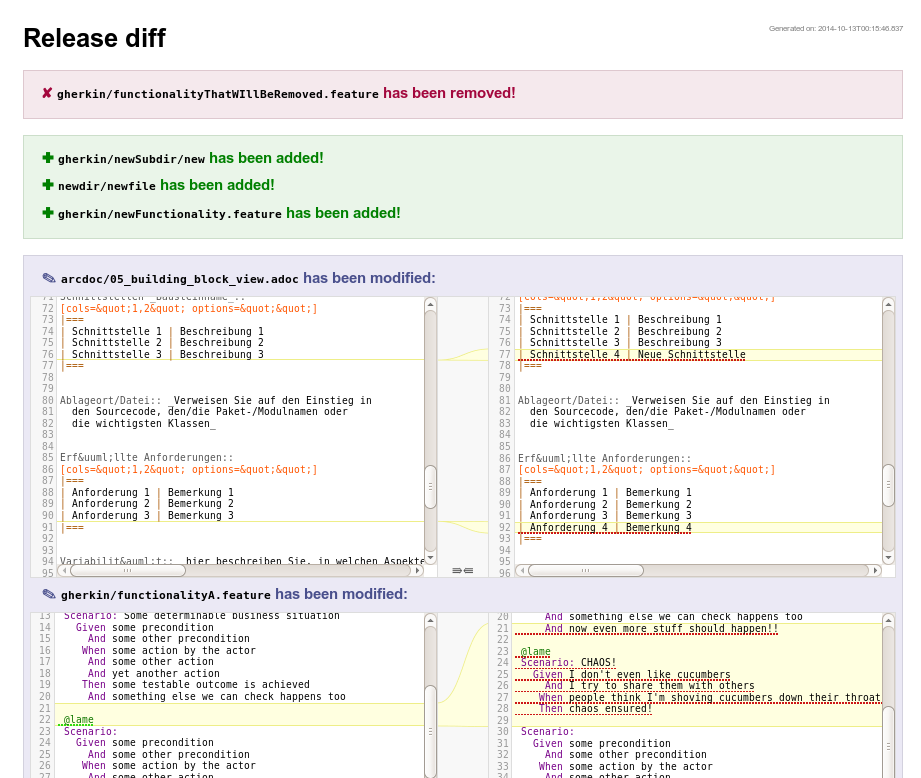 Release diff
Generated on: 2014-10-13T00:15:46.637
✘ gherkin/functionalityThatWIllBeRemoved.feature has been removed!
✚ gherkin/newSubdir/new has been added!
✚ newdir/newfile has been added!
✚ gherkin/newFunctionality.feature has been added!
✎ arcdoc/05_building_block_view.adoc has been modified:
71 Schnittstellen _Bausteinname_::
72 [cols=&quot;1,2&quot; options=&quot;&quot;]
73 |===
74 | Schnittstelle 1 | Beschreibung 1
75 | Schnittstelle 2 | Beschreibung 2
76 | Schnittstelle 3 | Beschreibung 3
77 |===
78
79
80 Ablageort/Datei:: _Verweisen Sie auf den Einstieg in
81 den Sourcecode, den/die Paket-/Modulnamen oder
82 die wichtigsten Klassen_
83
84
85 Erf&uuml;llte Anforderungen::
86 [cols=&quot;1,2&quot; options=&quot;&quot;]
87 |===
88 | Anforderung 1 | Bemerkung 1
89 | Anforderung 2 | Bemerkung 2
90 | Anforderung 3 | Bemerkung 3
91 |===
92
93
94 Variabilit&auml;t:: _hier beschreiben Sie, in welchen Aspekte
95
72 [cols=&quot;1,2&quot; options=&quot;&quot;]
73 |===
74 | Schnittstelle 1 | Beschreibung 1
75 | Schnittstelle 2 | Beschreibung 2
76 | Schnittstelle 3 | Beschreibung 3
77 | Schnittstelle 4 | Neue Schnittstelle
78 |===
79
80
81 Ablageort/Datei:: _Verweisen Sie auf den Einstieg in
82 den Sourcecode, den/die Paket-/Modulnamen oder
83 die wichtigsten Klassen_
84
85
86 Erf&uuml;llte Anforderungen::
87 [cols=&quot;1,2&quot; options=&quot;&quot;]
88 |===
89 | Anforderung 1 | Bemerkung 1
90 | Anforderung 2 | Bemerkung 2
91 | Anforderung 3 | Bemerkung 3
92 | Anforderung 4 | Bemerkung 4
93 |===
94
95
96
✎ gherkin/functionalityA.feature has been modified:
13 Scenario: Some determinable business situation
14 Given some precondition
15 And some other precondition
16 When some action by the actor
17 And some other action
18 And yet another action
19 Then some testable outcome is achieved
20 And something else we can check happens too
21
22 @lame
23 Scenario:
24 Given some precondition
25 And some other precondition
26 When some action by the actor
27 And some other action
20 And something else we can check happens too
21 And now even more stuff should happen!!
22
23 @lame
24 Scenario: CHAOS!
25 Given I don't even like cucumbers
26 And I try to share them with others
27 When people think I'm shoving cucumbers down their throat
28 Then chaos ensured!
29
30 Scenario:
31 Given some precondition
32 And some other precondition
33 When some action by the actor
34 And some other action